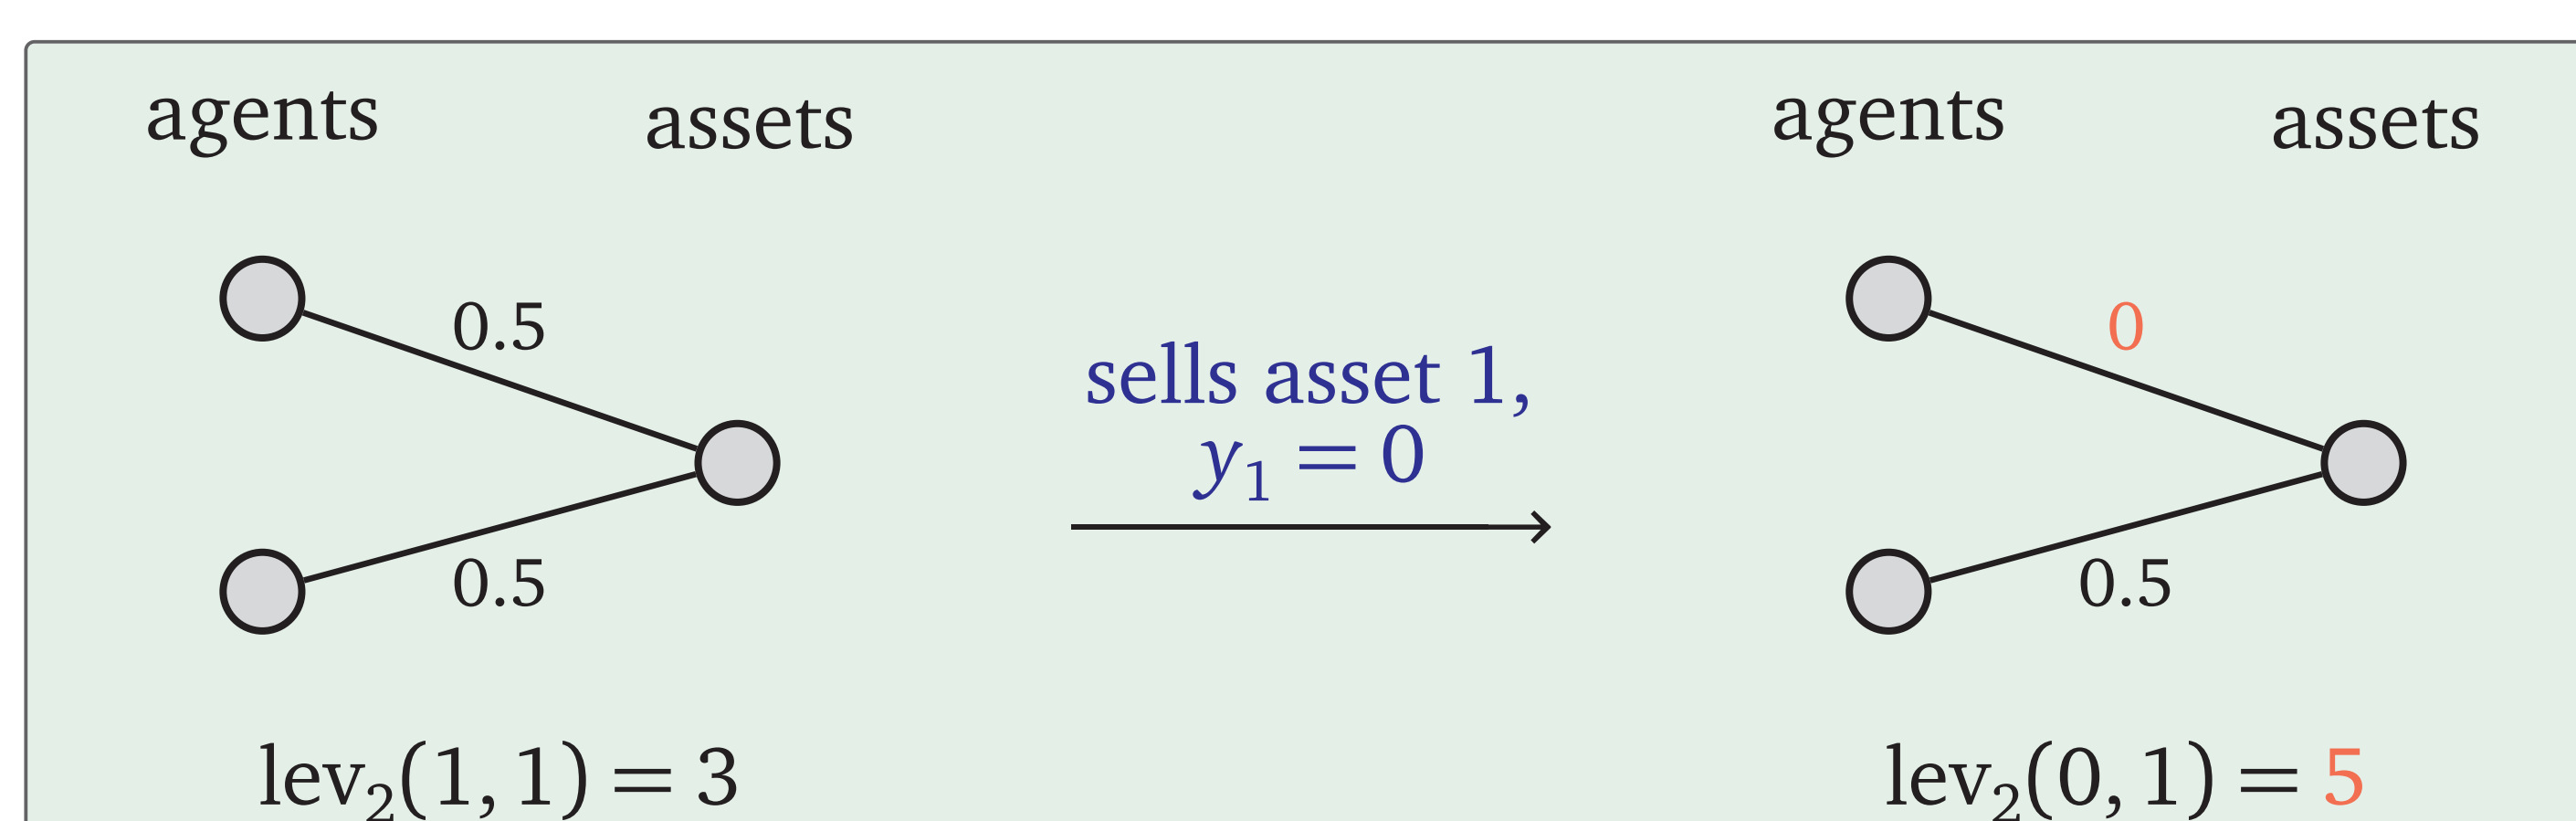 agents assets
agents assets
0.5
0
sells asset 1,
y₁ = 0
0.5
0.5
lev₂(1, 1) = 3
lev₂(0, 1) = 5